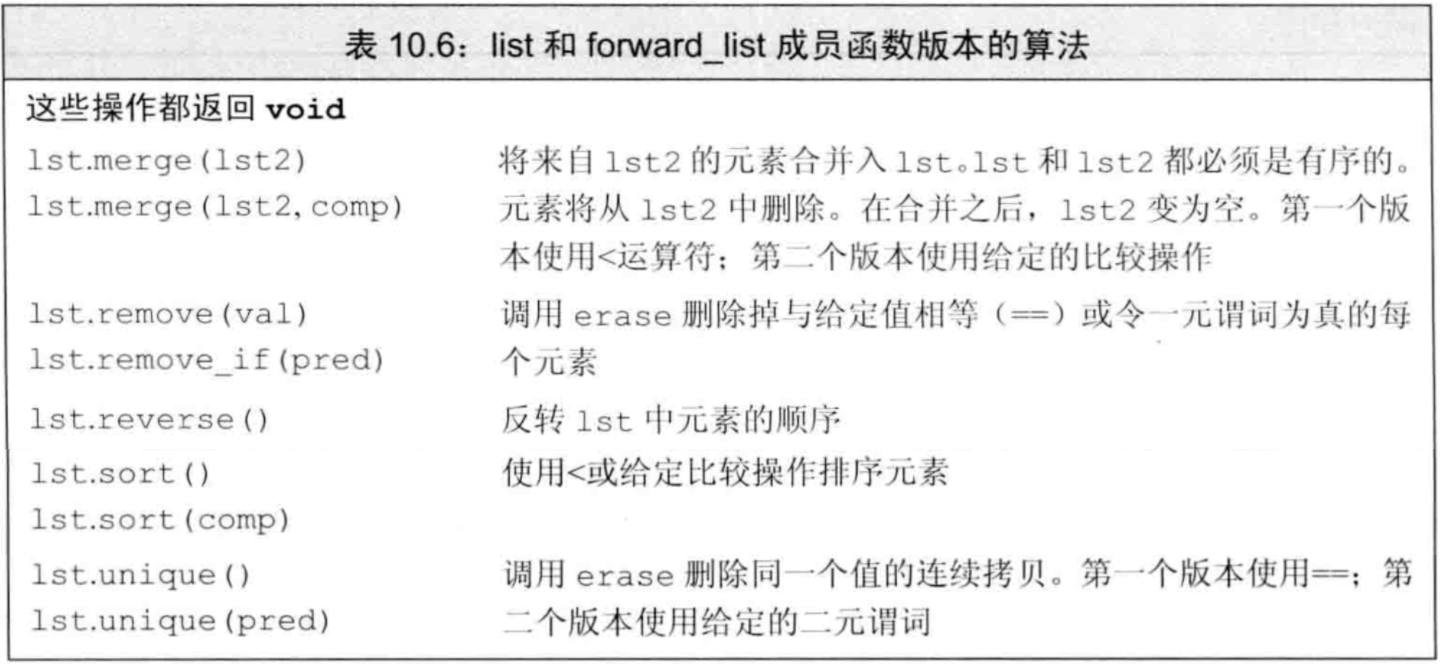 表 10.6：list 和 forward_list 成员函数版本的算法
这些操作都返回 void
lst.merge(lst2) 将来自 lst2 的元素合并入 lst。lst 和 lst2 都必须是有序的。
lst.merge(lst2,comp) 元素将从 lst2 中删除。在合并之后，lst2 变为空。第一个版
本使用<运算符；第二个版本使用给定的比较操作
lst.remove(val) 调用 erase 删除掉与给定值相等（==）或令一元谓词为真的每
lst.remove_if(pred) 个元素
lst.reverse() 反转 lst 中元素的顺序
lst.sort() 使用<或给定比较操作排序元素
lst.sort(comp)
lst.unique() 调用 erase 删除同一个值的连续拷贝。第一个版本使用==；第
lst.unique(pred) 二个版本使用给定的二元谓词